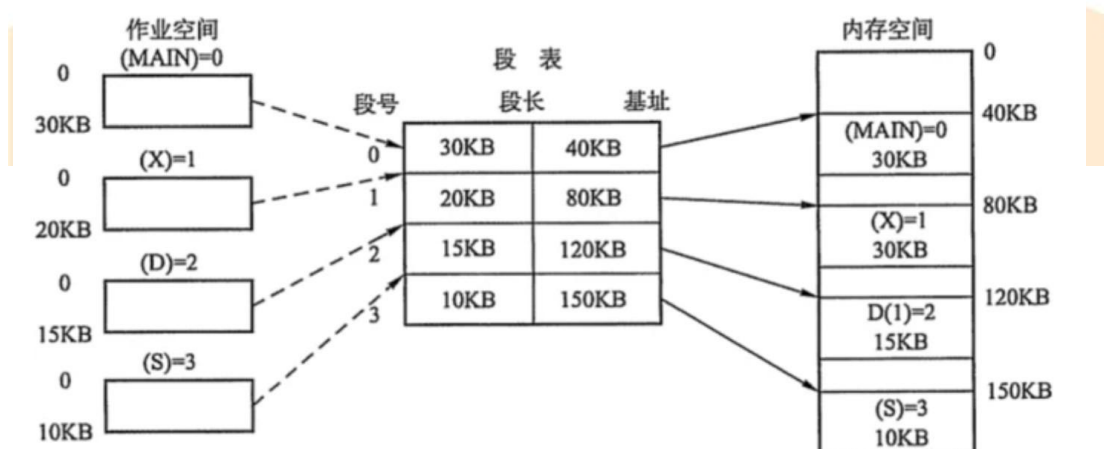 作业空间
(MAIN)=0
0
30KB
(X)=1
0
20KB
(D)=2
0
15KB
(S)=3
0
10KB
段 表
段号 段长 基址
0 30KB 40KB
1 20KB 80KB
2 15KB 120KB
3 10KB 150KB
内存空间
0
40KB
(MAIN)=0
30KB
80KB
(X)=1
30KB
120KB
D(1)=2
15KB
150KB
(S)=3
10KB